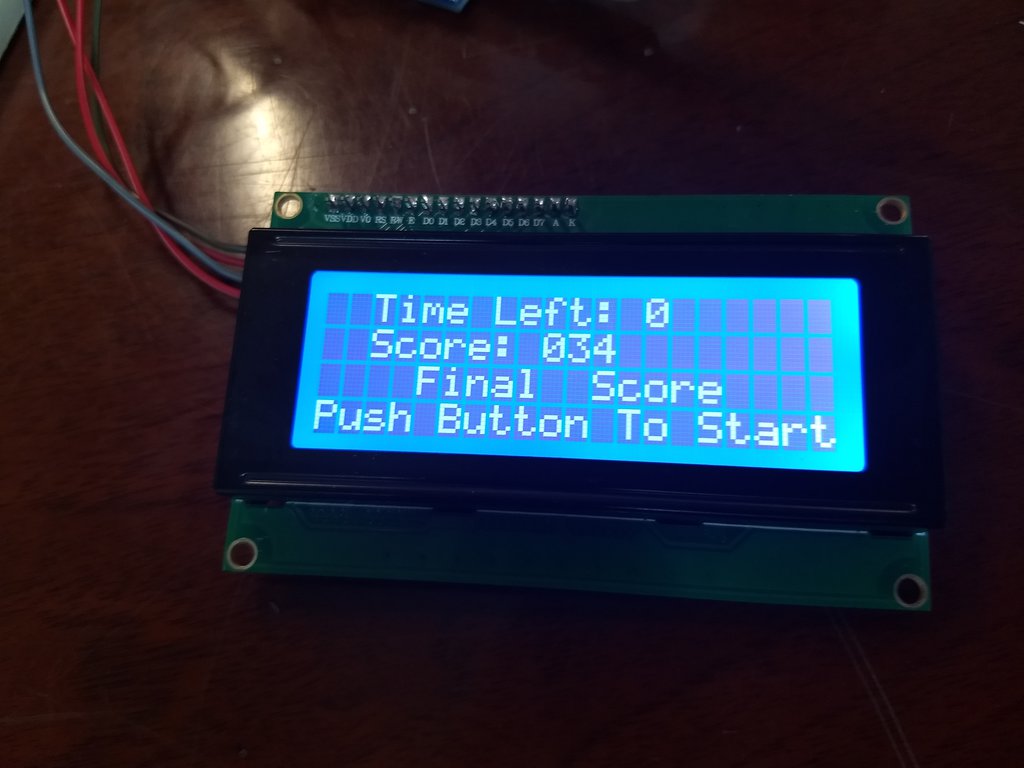 VSS VDD V0 RS RW E D0 D1 D2 D3 D4 D5 D6 D7 A K
Time Left: 0
Score: 034
Final Score
Push Button To Start